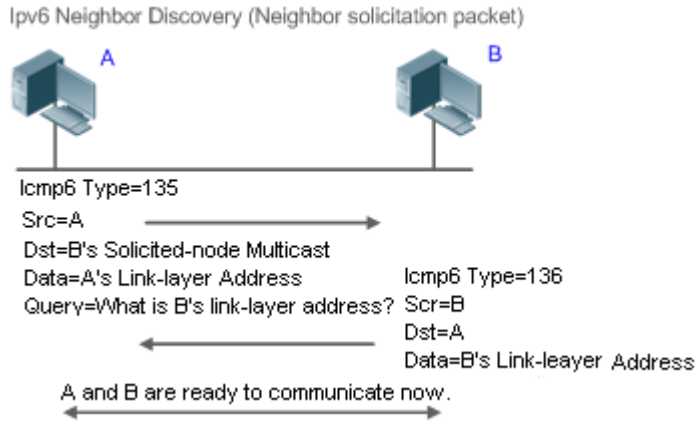 Ipv6 Neighbor Discovery (Neighbor solicitation packet)
A
B
Icmp6 Type=135
Src=A
Dst=B's Solicited-node Multicast
Data=A's Link-layer Address
Query=What is B's link-layer address?
Icmp6 Type=136
Scr=B
Dst=A
Data=B's Link-leayer Address
A and B are ready to communicate now.